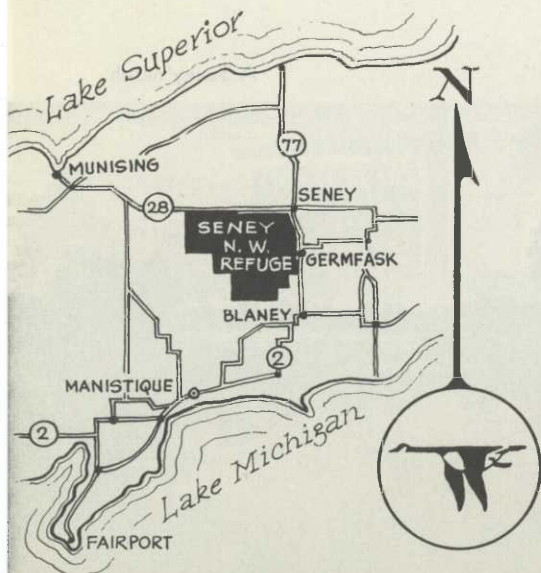 Lake Superior
N
77
MUNISING
SENEY
28
SENEY
N. W.
REFUGE
GERMFASK
BLANEY
2
MANISTIQUE
2
Lake Michigan
FAIRPORT